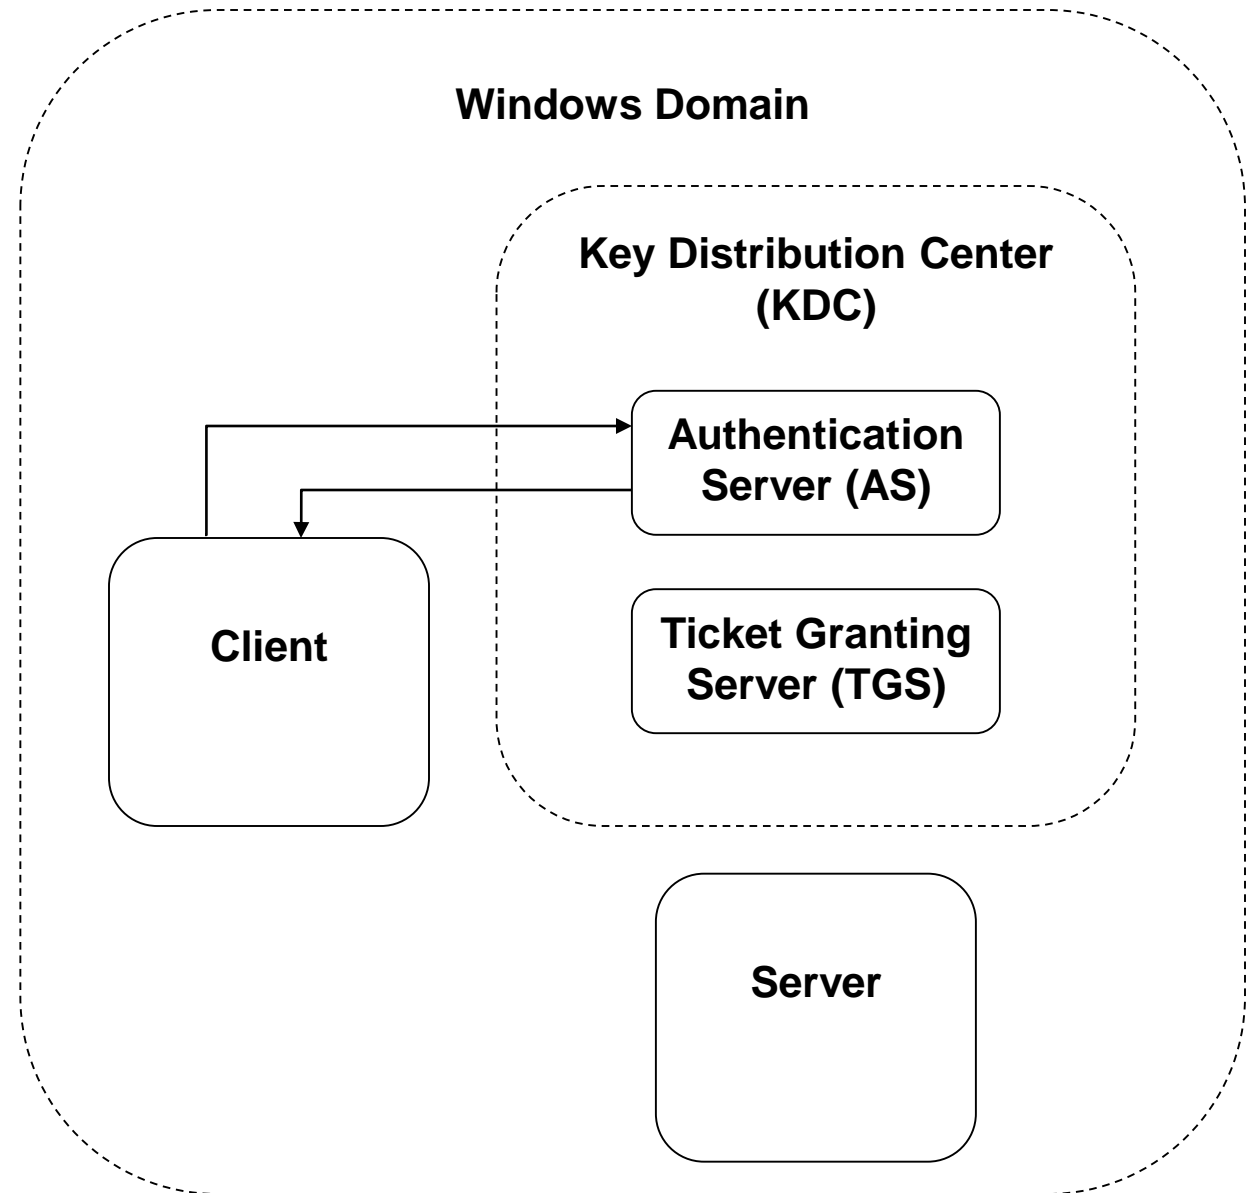 Windows Domain
Key Distribution Center
(KDC)
Authentication
Server (AS)
Client
Ticket Granting
Server (TGS)
Server